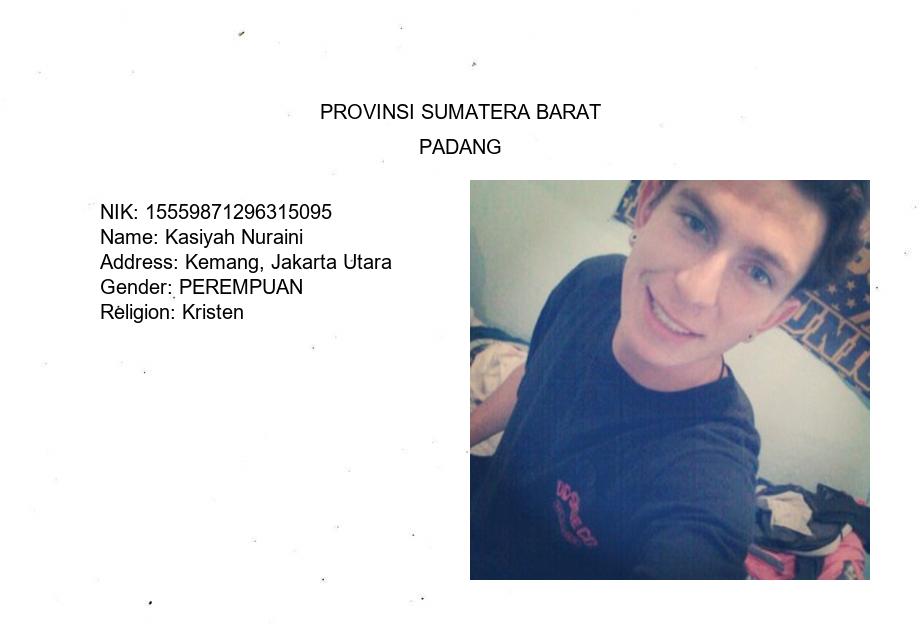 PROVINSI SUMATERA BARAT
PADANG
NIK: 15559871296315095
Name: Kasiyah Nuraini
Address: Kemang, Jakarta Utara
Gender: PEREMPUAN
Religion: Kristen